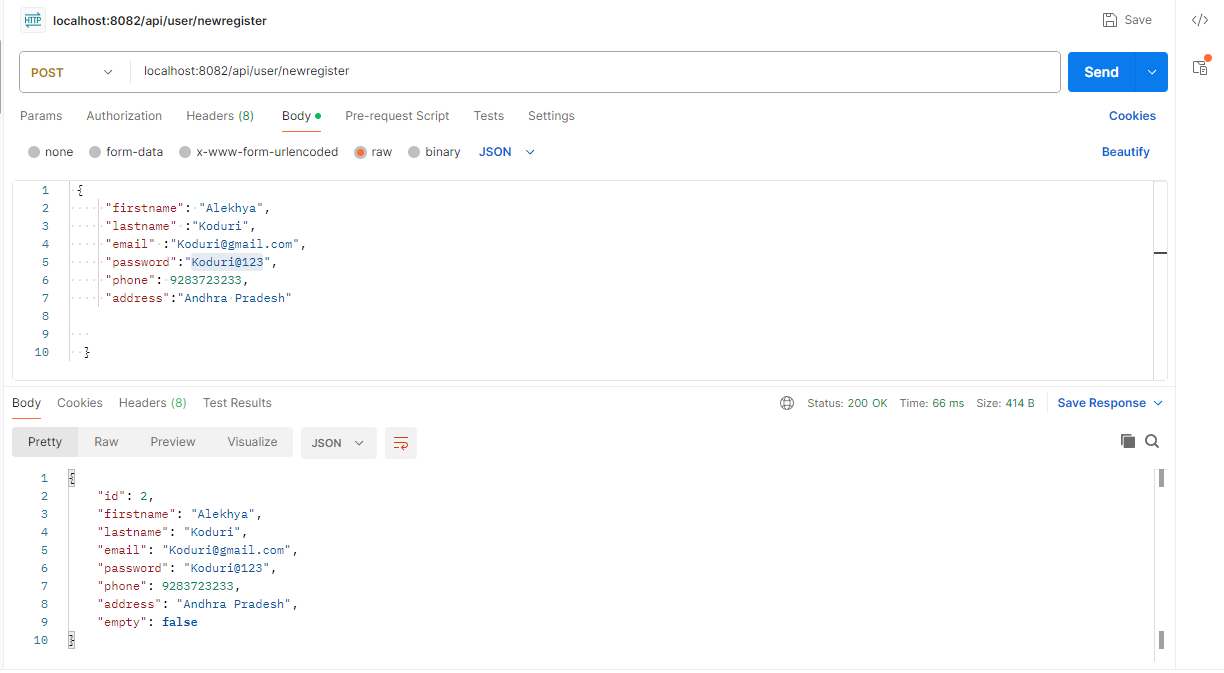 HTTP localhost:8082/api/user/newregister Save </>
POST localhost:8082/api/user/newregister Send
Params Authorization Headers (8) Body Pre-request Script Tests Settings Cookies
none form-data x-www-form-urlencoded raw binary JSON Beautify
1 {
2 "firstname": "Alekhya",
3 "lastname" :"Koduri",
4 "email" :"Koduri@gmail.com",
5 "password":"Koduri@123",
6 "phone": 9283723233,
7 "address":"Andhra Pradesh"
8
9
10 }
Body Cookies Headers (8) Test Results Status: 200 OK Time: 66 ms Size: 414 B Save Response
Pretty Raw Preview Visualize JSON
1 {
2 "id": 2,
3 "firstname": "Alekhya",
4 "lastname": "Koduri",
5 "email": "Koduri@gmail.com",
6 "password": "Koduri@123",
7 "phone": 9283723233,
8 "address": "Andhra Pradesh",
9 "empty": false
10 }